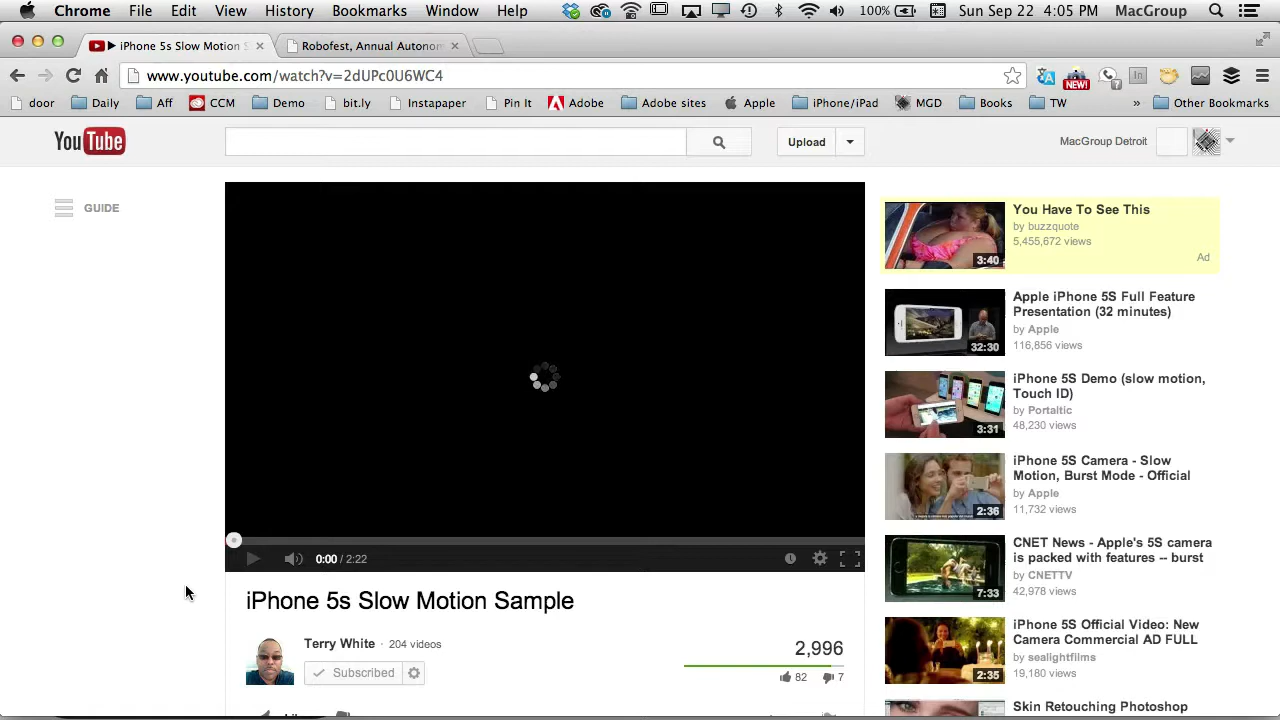 Chrome File Edit View History Bookmarks Window Help 100% Sun Sep 22 4:05 PM MacGroup
iPhone 5s Slow Motion S
Robofest, Annual Autonom
www.youtube.com/watch?v=2dUPc0U6WC4
NEW!
door Daily Aff CCM Demo bit.ly Instapaper Pin It Adobe Adobe sites Apple iPhone/iPad MGD Books TW » Other Bookmarks
YouTube
Upload
MacGroup Detroit
GUIDE
0:00 / 2:22
iPhone 5s Slow Motion Sample
Terry White · 204 videos
Subscribed
2,996
82 7
You Have To See This
by buzzquote
5,455,672 views
Ad
3:40
Apple iPhone 5S Full Feature
Presentation (32 minutes)
by Apple
116,856 views
32:30
iPhone 5S Demo (slow motion,
Touch ID)
by Portaltic
48,230 views
3:31
iPhone 5S Camera - Slow
Motion, Burst Mode - Official
by Apple
11,732 views
2:36
CNET News - Apple's 5S camera
is packed with features -- burst
by CNETTV
42,978 views
7:33
iPhone 5S Official Video: New
Camera Commercial AD FULL
by sealightfilms
19,180 views
2:35
Skin Retouching Photoshop